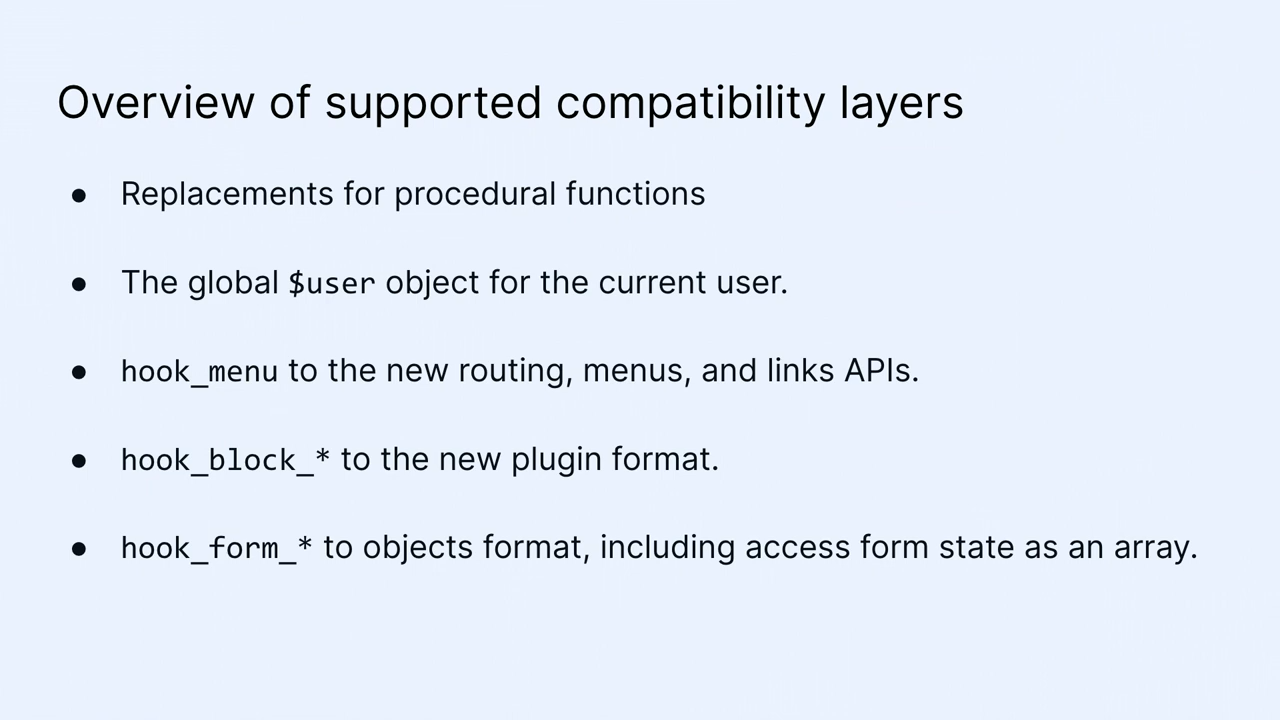 Overview of supported compatibility layers
● Replacements for procedural functions
● The global $user object for the current user.
● hook_menu to the new routing, menus, and links APIs.
● hook_block_* to the new plugin format.
● hook_form_* to objects format, including access form state as an array.